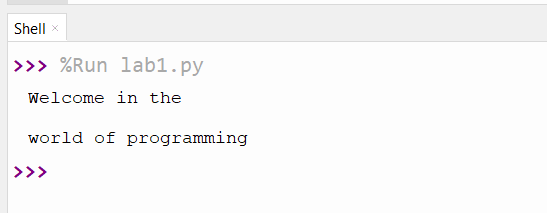 Shell ×
>>> %Run lab1.py
Welcome in the
world of programming
>>>